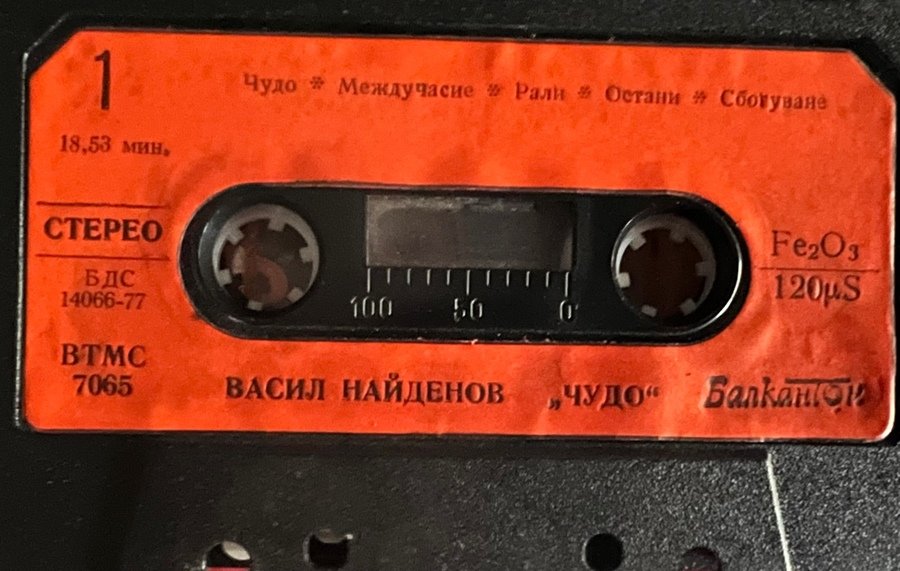 1
Чудо * Междучасие * Рали * Остани * Сбогуване
18,53 мин.
СТЕРЕО
БДС
14066-77
ВТМС
7065
100 50 0
Fe₂O₃
120µS
ВАСИЛ НАЙДЕНОВ „ЧУДО“ Балкантон